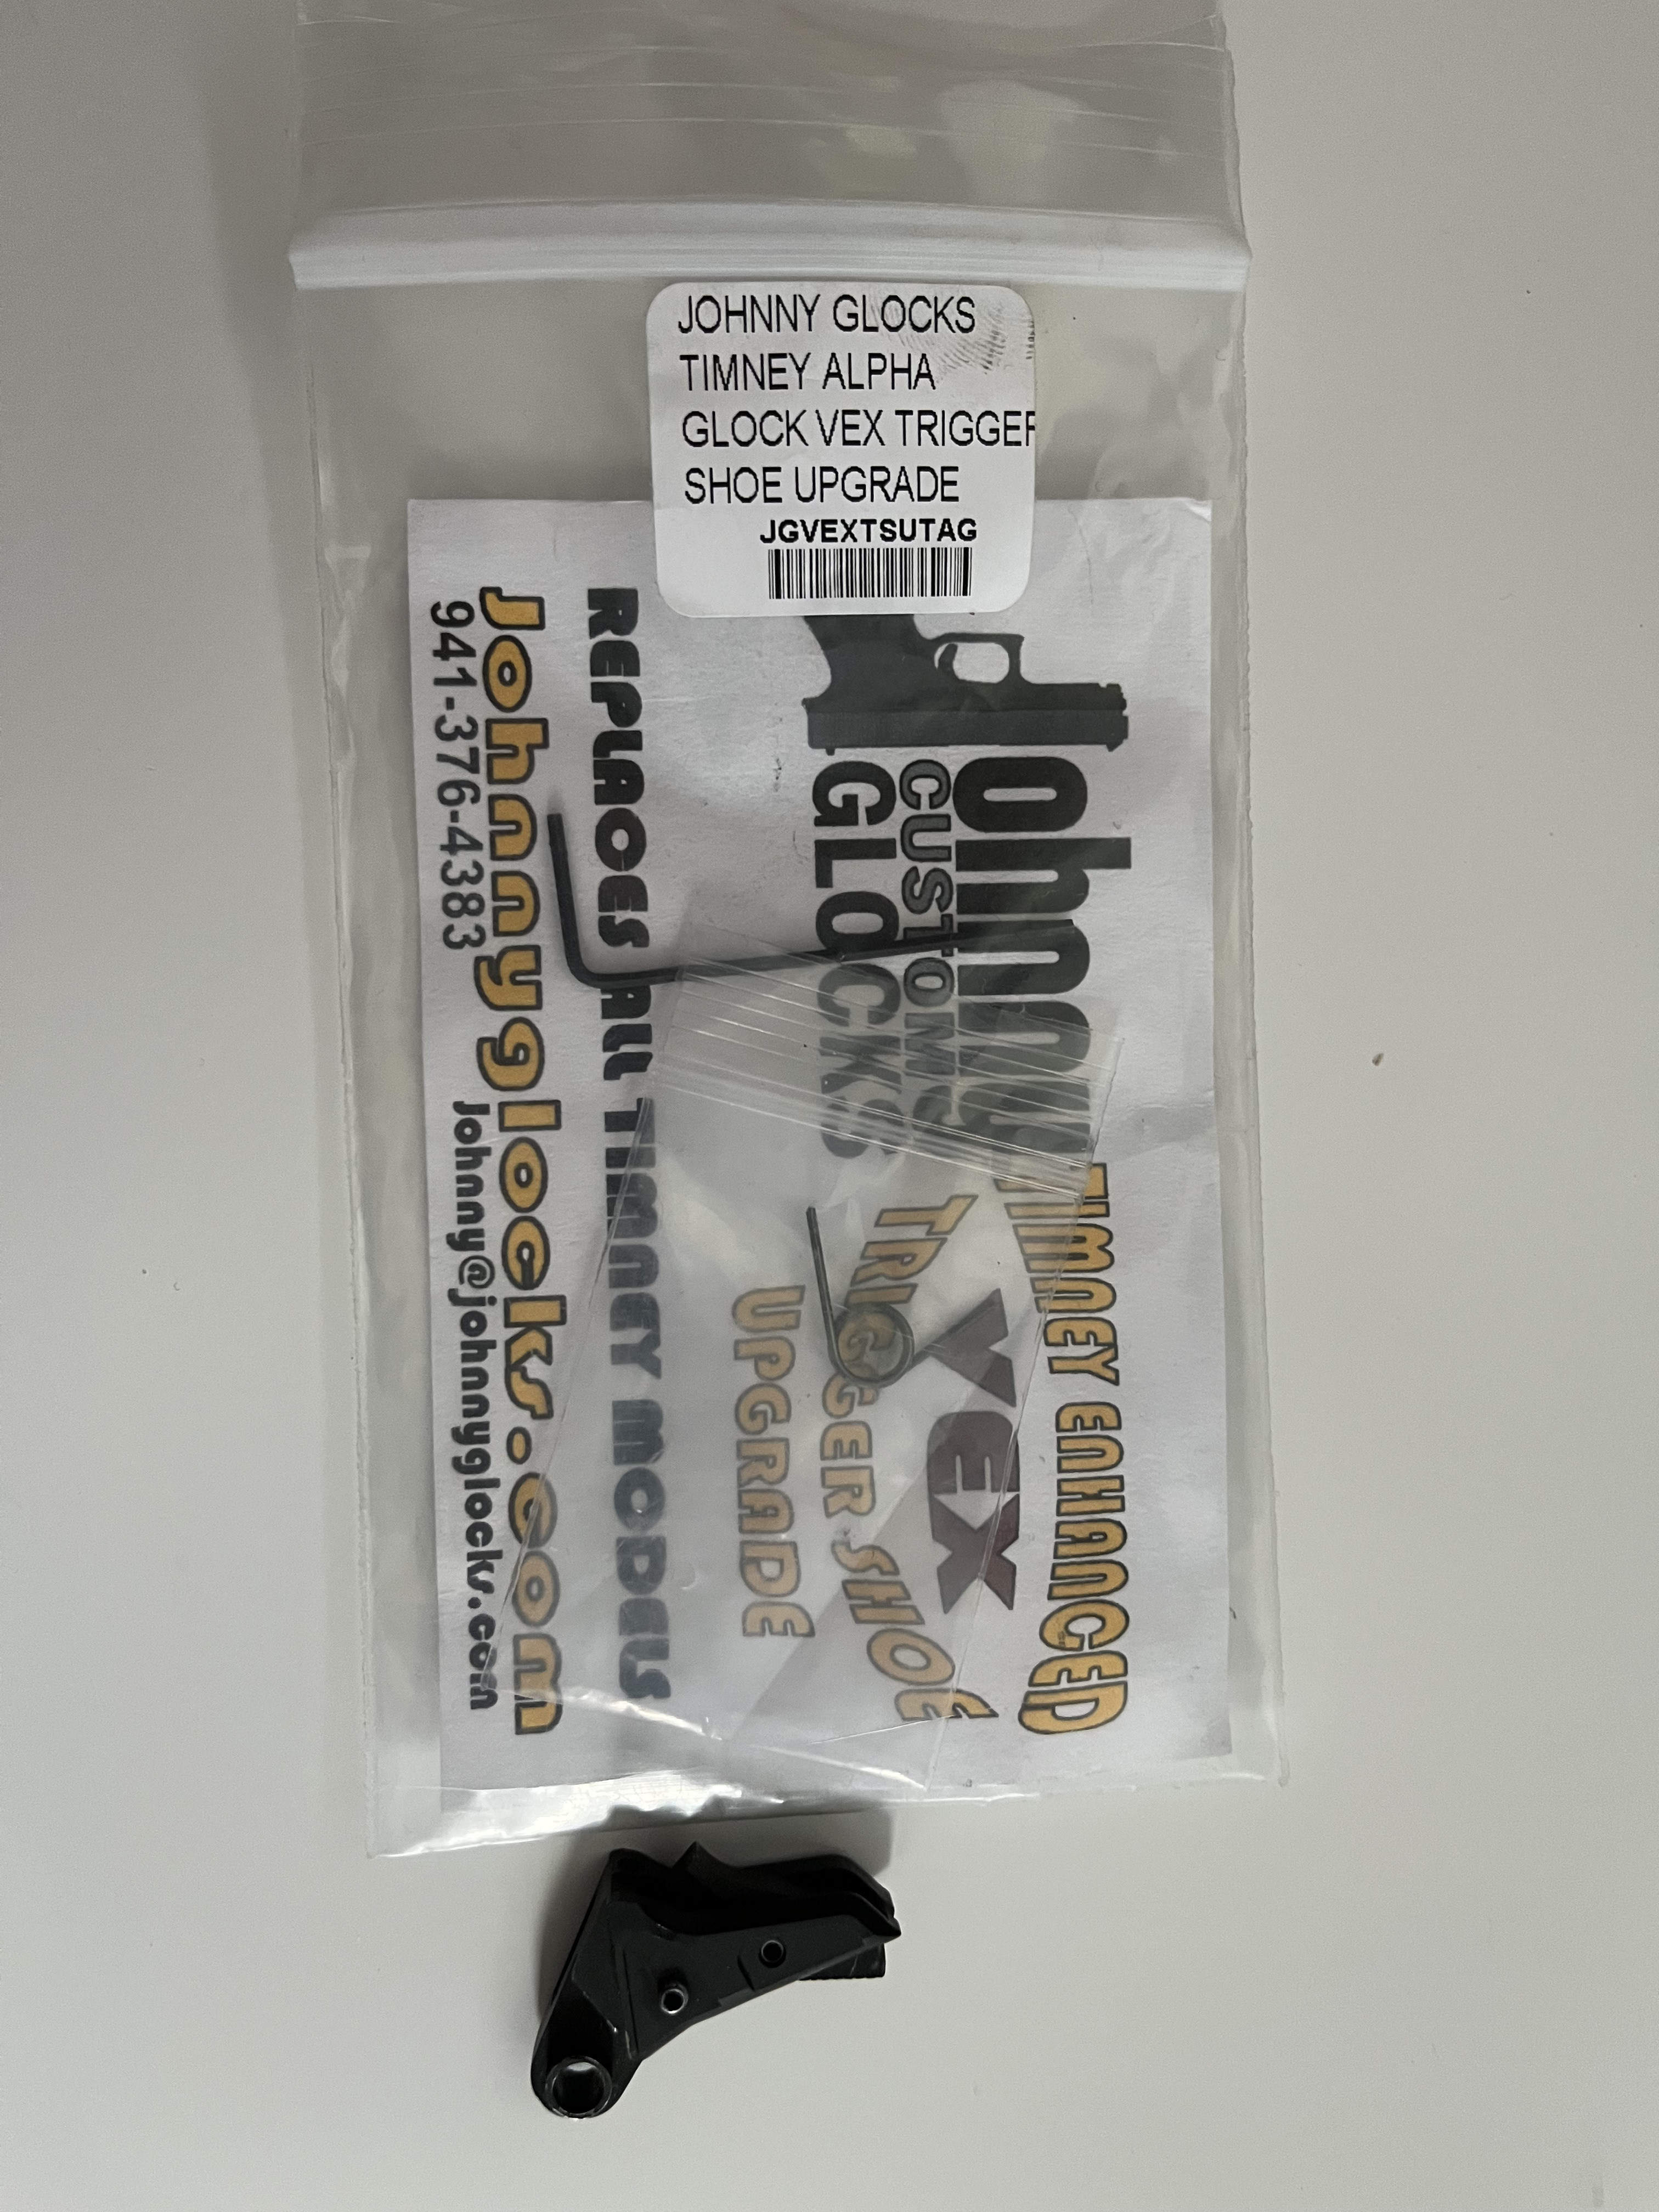 JOHNNY GLOCKS
TIMNEY ALPHA
GLOCK VEX TRIGGER
SHOE UPGRADE
JGVEXTSUTAG
Johnny
CUSTOM
GLOCKS
TIMNEY ENHANCED
VEX
TRIGGER SHOE
UPGRADE
REPLACES ALL TIMNEY MODELS
Johnnyglocks.com
941-376-4383 Johnny@johnnyglocks.com